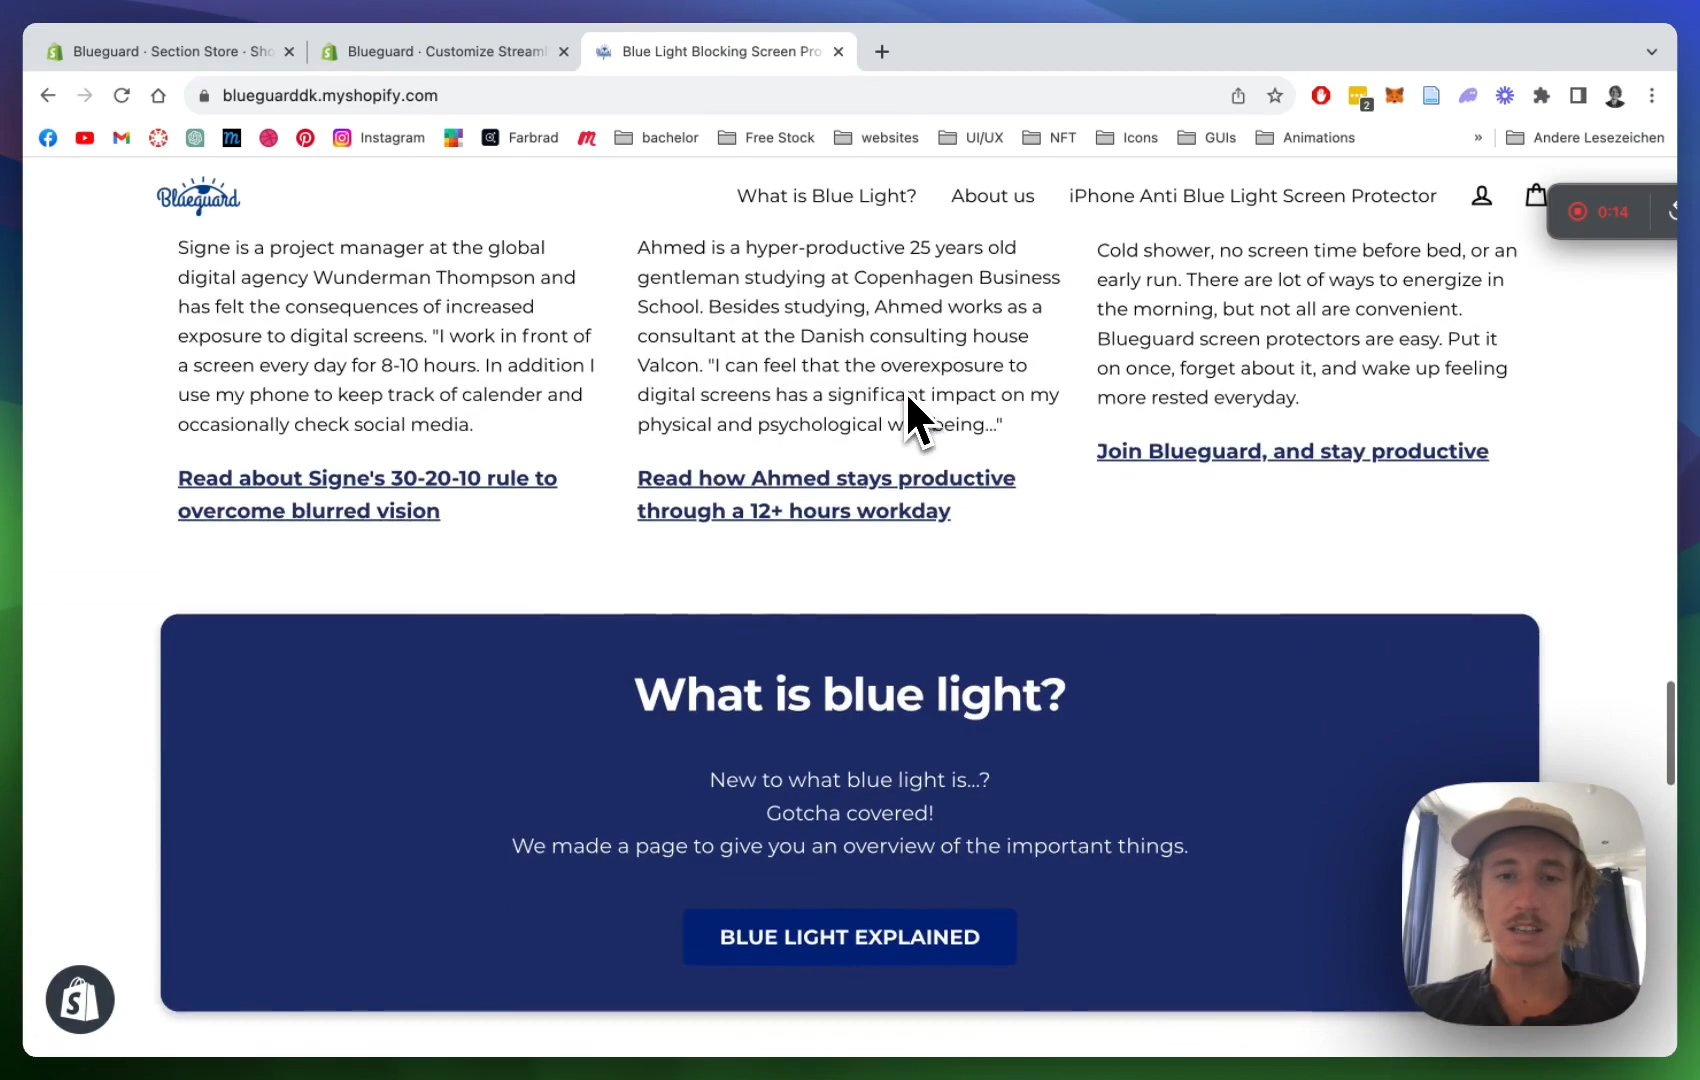 Blueguard · Section Store · Sho
Blueguard · Customize Streaml
Blue Light Blocking Screen Pro
blueguarddk.myshopify.com
2
Instagram
Farbrad
bachelor
Free Stock
websites
UI/UX
NFT
Icons
GUIs
Animations
»
Andere Lesezeichen
Blueguard
What is Blue Light?
About us
iPhone Anti Blue Light Screen Protector
0:14
Signe is a project manager at the global
digital agency Wunderman Thompson and
has felt the consequences of increased
exposure to digital screens. "I work in front of
a screen every day for 8-10 hours. In addition I
use my phone to keep track of calender and
occasionally check social media.
Read about Signe's 30-20-10 rule to
overcome blurred vision
Ahmed is a hyper-productive 25 years old
gentleman studying at Copenhagen Business
School. Besides studying, Ahmed works as a
consultant at the Danish consulting house
Valcon. "I can feel that the overexposure to
digital screens has a significant impact on my
physical and psychological well-being..."
Read how Ahmed stays productive
through a 12+ hours workday
Cold shower, no screen time before bed, or an
early run. There are lot of ways to energize in
the morning, but not all are convenient.
Blueguard screen protectors are easy. Put it
on once, forget about it, and wake up feeling
more rested everyday.
Join Blueguard, and stay productive
What is blue light?
New to what blue light is...?
Gotcha covered!
We made a page to give you an overview of the important things.
BLUE LIGHT EXPLAINED